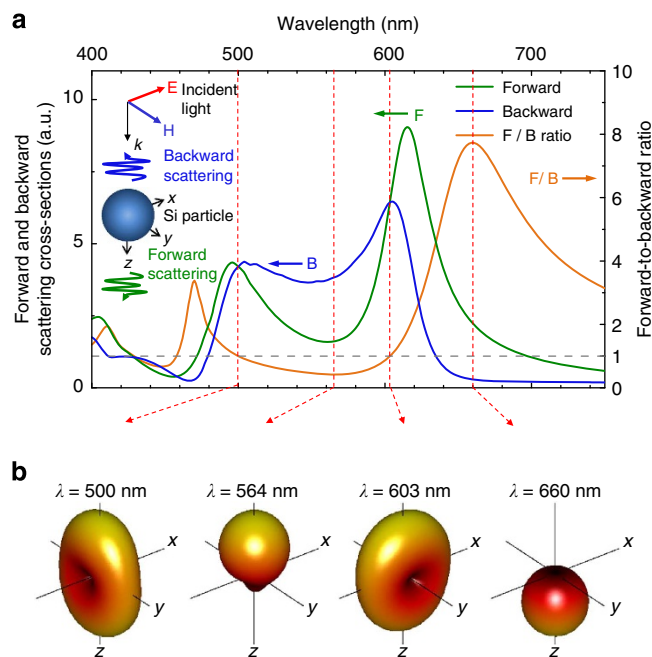 a
Wavelength (nm)
400 500 600 700
10
5
0
Forward and backward
scattering cross-sections (a.u.)
E Incident
light
H
k
Backward
scattering
x
Si particle
y
z
Forward
scattering
F
B
Forward
Backward
F / B ratio
F/ B
10
8
6
4
3
2
1
0
Forward-to-backward ratio
b
λ = 500 nm λ = 564 nm λ = 603 nm λ = 660 nm
x x x x
y y y y
z z z z